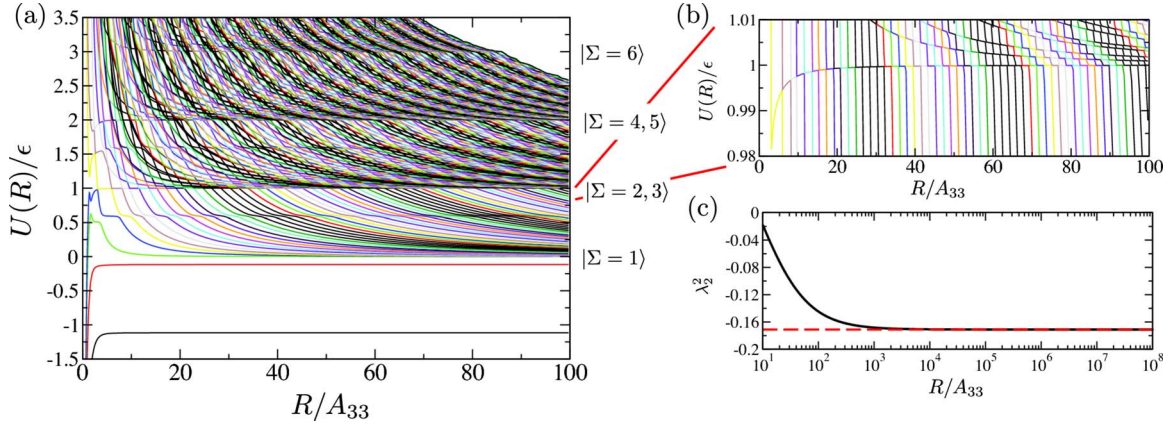 (a)
3.5
3
2.5
2
1.5
1
0.5
0
-0.5
-1
-1.5
U(R)/ϵ
0 20 40 60 80 100
R/A₃₃
|Σ = 6⟩
|Σ = 4, 5⟩
|Σ = 2, 3⟩
|Σ = 1⟩
(b)
1.01
1
0.99
0.98
U(R)/ϵ
0 20 40 60 80 100
R/A₃₃
(c)
0
-0.04
-0.08
-0.12
-0.16
-0.2
λ₂²
10¹ 10² 10³ 10⁴ 10⁵ 10⁶ 10⁷ 10⁸
R/A₃₃